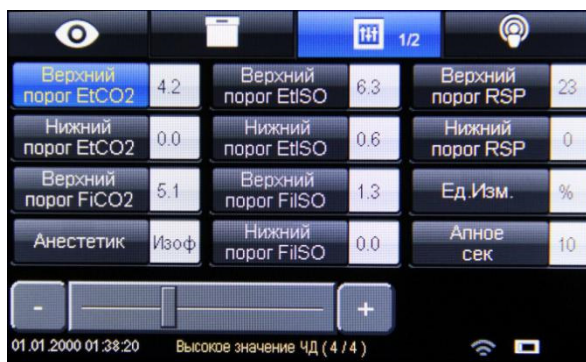 1/2
Верхний
порог EtCO2
4.2
Верхний
порог EtISO
6.3
Верхний
порог RSP
23
Нижний
порог EtCO2
0.0
Нижний
порог EtISO
0.6
Нижний
порог RSP
0
Верхний
порог FiCO2
5.1
Верхний
порог FiISO
1.3
Ед.Изм.
%
Анестетик
Изоф
Нижний
порог FiISO
0.0
Апное
сек
10
-
+
01.01.2000 01:38:20
Высокое значение ЧД ( 4 / 4 )